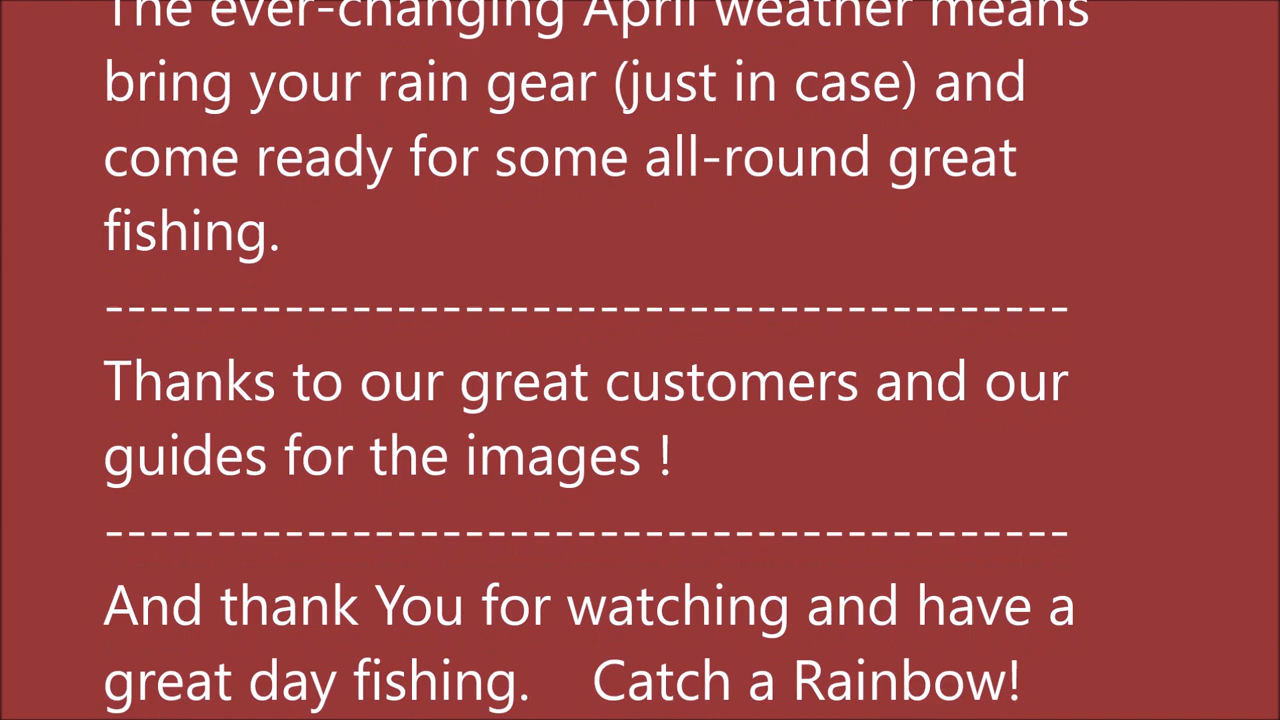 The ever-changing April weather means
bring your rain gear (just in case) and
come ready for some all-round great
fishing.
-------------------------------------------
Thanks to our great customers and our
guides for the images !
-------------------------------------------
And thank You for watching and have a
great day fishing.    Catch a Rainbow!